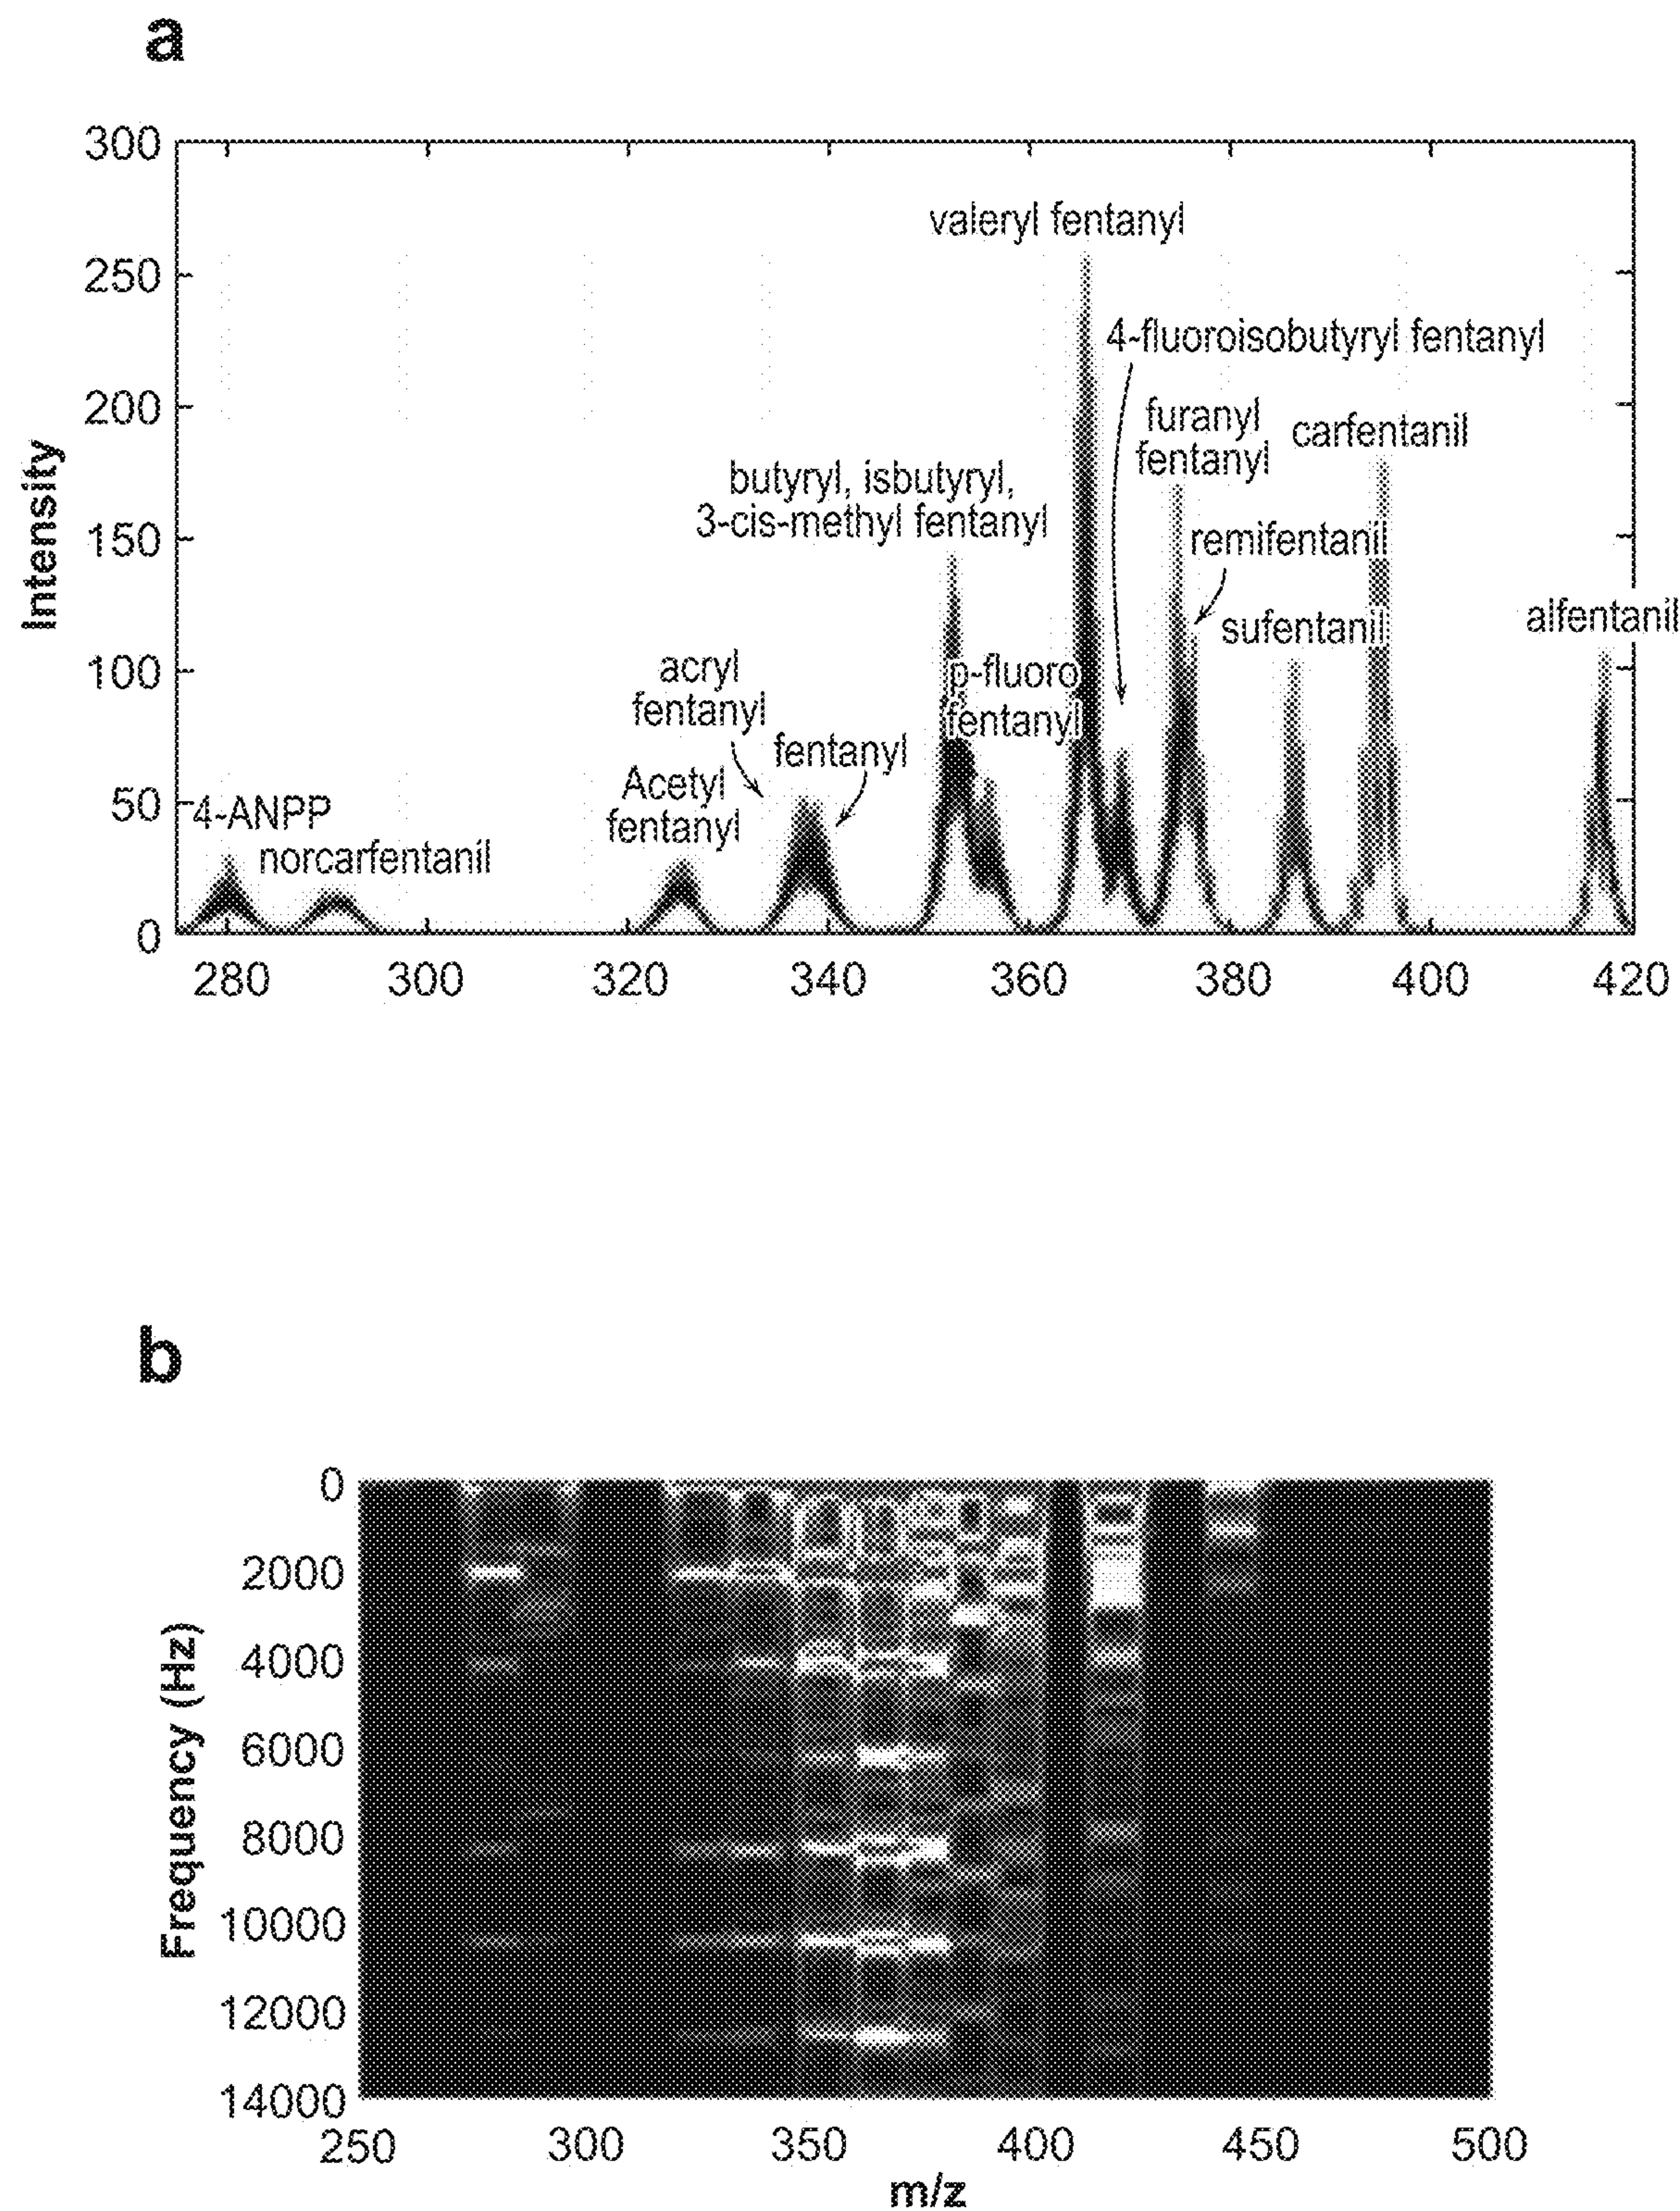 a
300
250
200
150
100
50
0
Intensity
valeryl fentanyl
4-fluoroisobutyryl fentanyl
furanyl
fentanyl
carfentanil
butyryl, isbutyryl,
3-cis-methyl fentanyl
remifentanil
sufentanil
alfentanil
p-fluoro
fentanyl
acryl
fentanyl
fentanyl
Acetyl
fentanyl
4-ANPP
norcarfentanil
280 300 320 340 360 380 400 420
b
0
2000
4000
6000
8000
10000
12000
14000
Frequency (Hz)
250 300 350 400 450 500
m/z